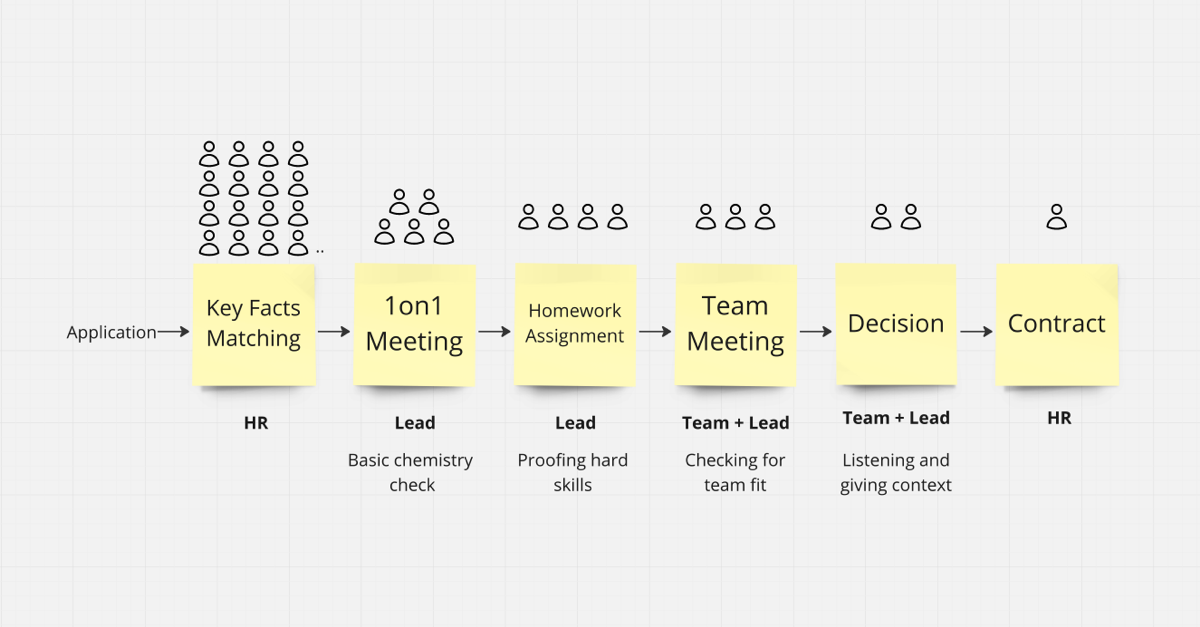 ..
Application
Key Facts
Matching
1on1
Meeting
Homework
Assignment
Team
Meeting
Decision
Contract
HR
Lead
Lead
Team + Lead
Team + Lead
HR
Basic chemistry
check
Proofing hard
skills
Checking for
team fit
Listening and
giving context